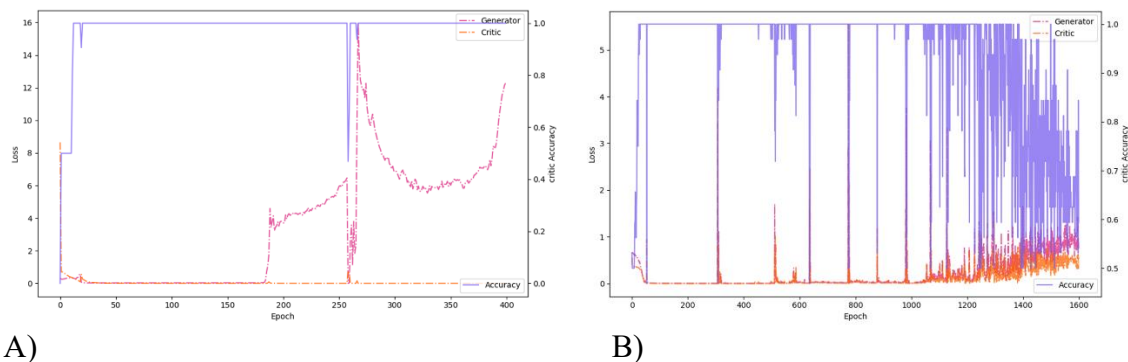 16
14
12
10
8
6
4
2
0
Loss
0 50 100 150 200 250 300 350 400
Epoch
1.0
0.8
0.6
0.4
0.2
0.0
critic Accuracy
Generator
Critic
Accuracy
A)
5
4
3
2
1
0
Loss
0 200 400 600 800 1000 1200 1400 1600
Epoch
1.0
0.9
0.8
0.7
0.6
0.5
critic Accuracy
Generator
Critic
Accuracy
B)